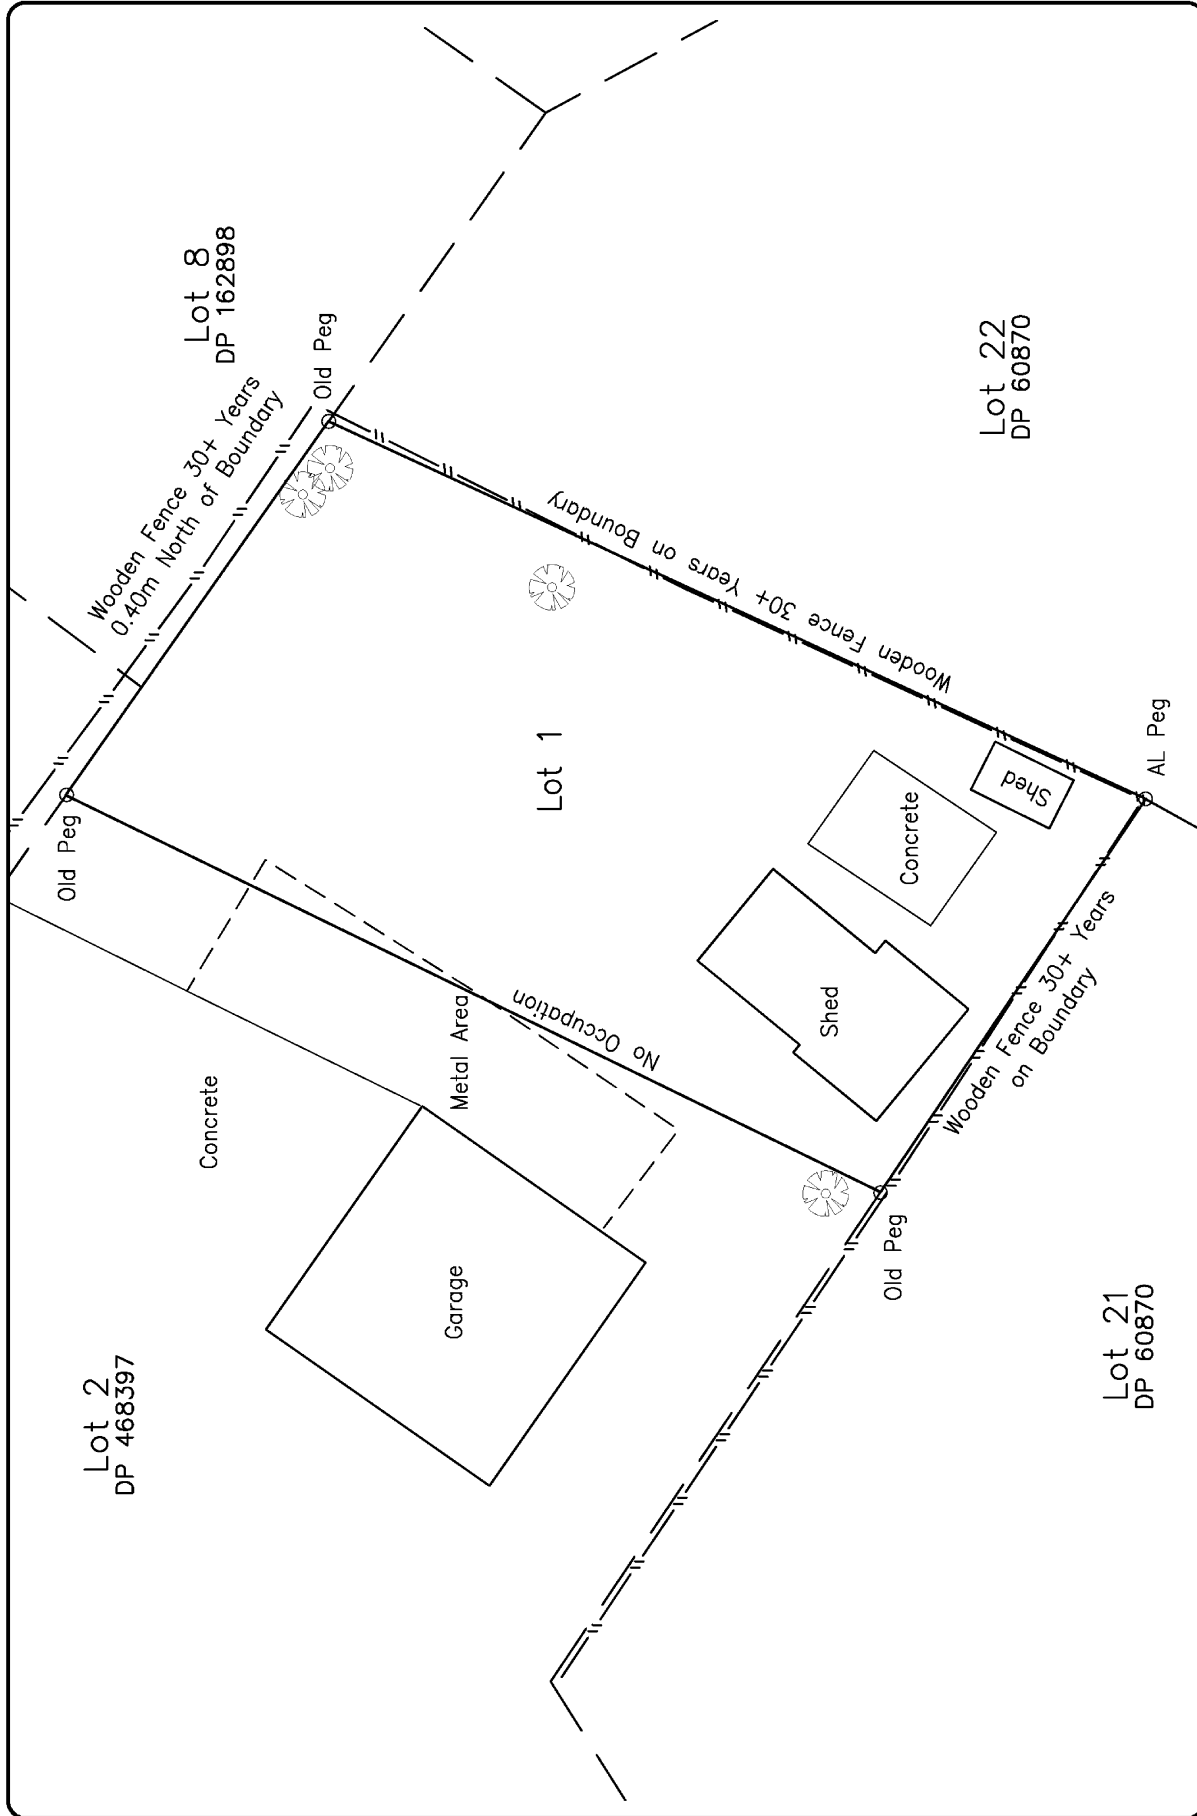 Lot 2
DP 468397
Old Peg
Wooden Fence 30+ Years
0.40m North of Boundary
Lot 8
DP 162898
Concrete
Old Peg
Garage
Metal Area
Lot 1
No Occupation
Wooden Fence 30+ Years on Boundary
Shed
Concrete
Old Peg
Shed
Lot 22
DP 60870
Wooden Fence 30+ Years
on Boundary
Lot 21
DP 60870
AL Peg